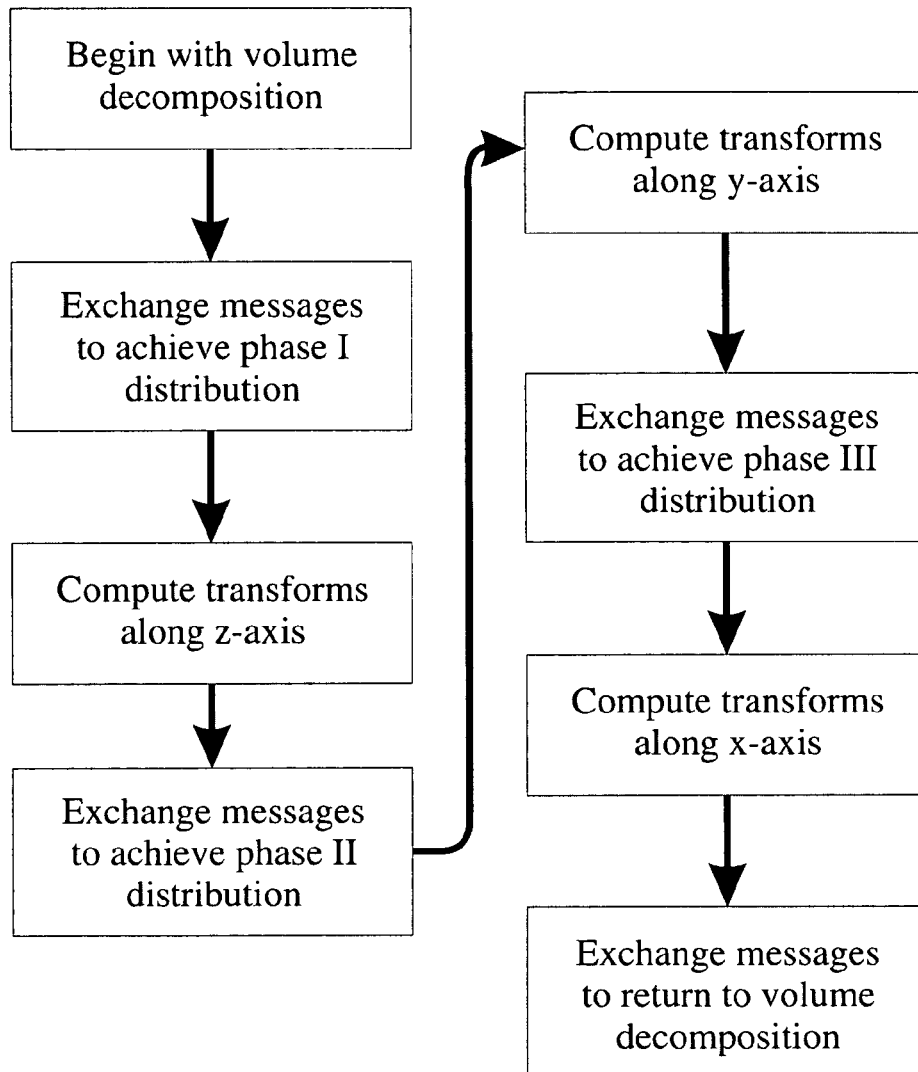 Begin with volume
decomposition
Exchange messages
to achieve phase I
distribution
Compute transforms
along z-axis
Exchange messages
to achieve phase II
distribution
Compute transforms
along y-axis
Exchange messages
to achieve phase III
distribution
Compute transforms
along x-axis
Exchange messages
to return to volume
decomposition